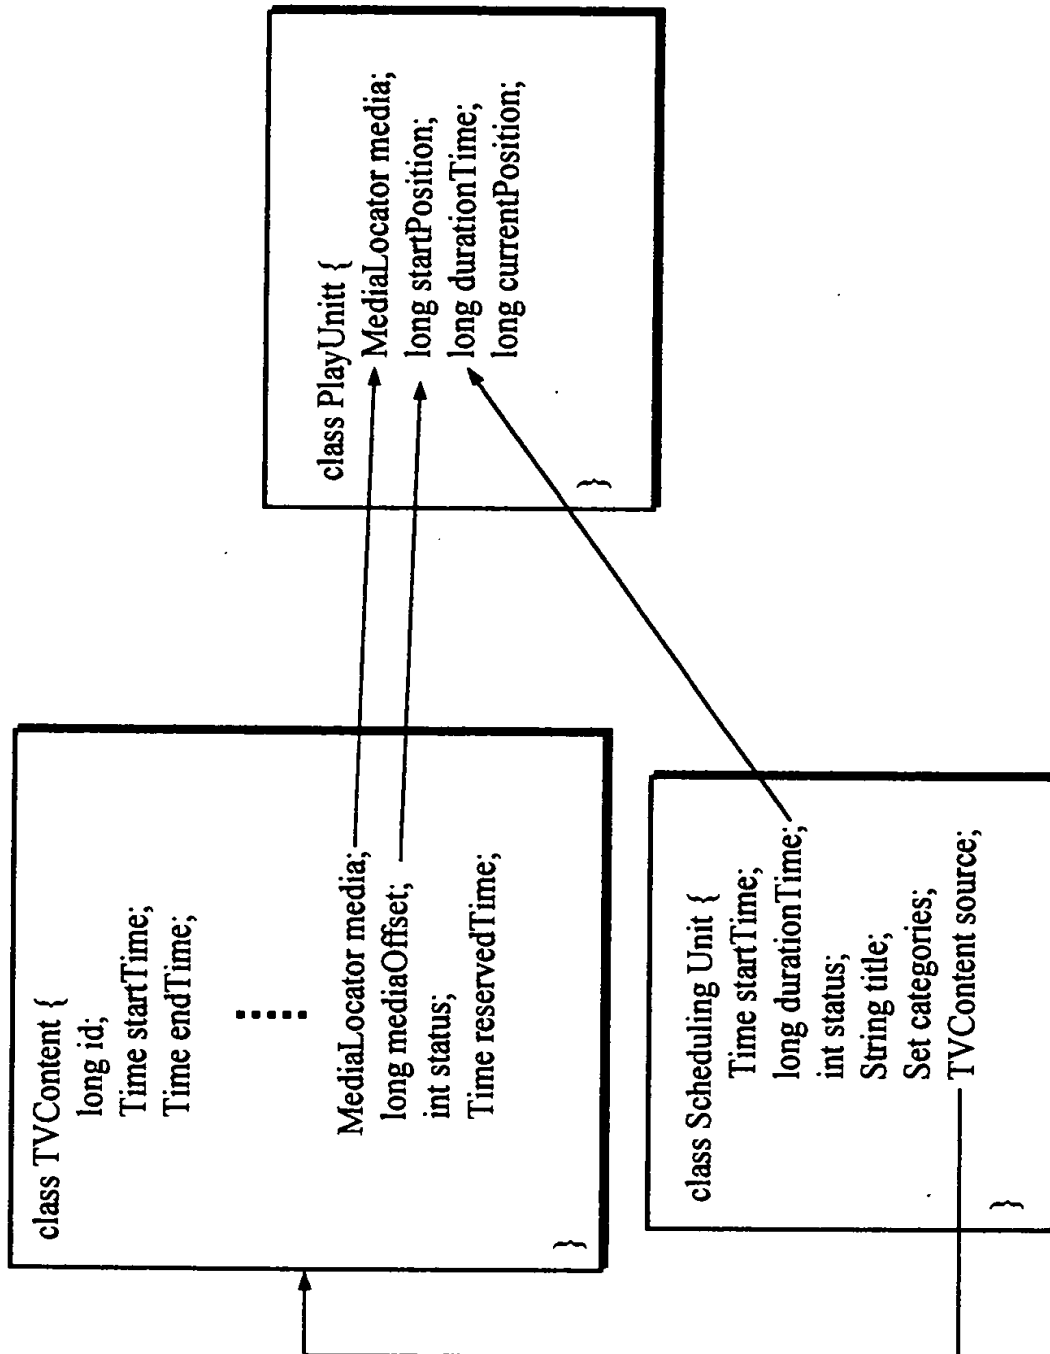 class TVContent {
long id;
Time startTime;
Time endTime;
.....
MediaLocator media;
long mediaOffset;
int status;
Time reservedTime;
}
class Scheduling Unit {
Time startTime;
long durationTime;
int status;
String title;
Set categories;
TVContent source;
}
class PlayUnitt {
MediaLocator media;
long startPosition;
long durationTime;
long currentPosition;
}